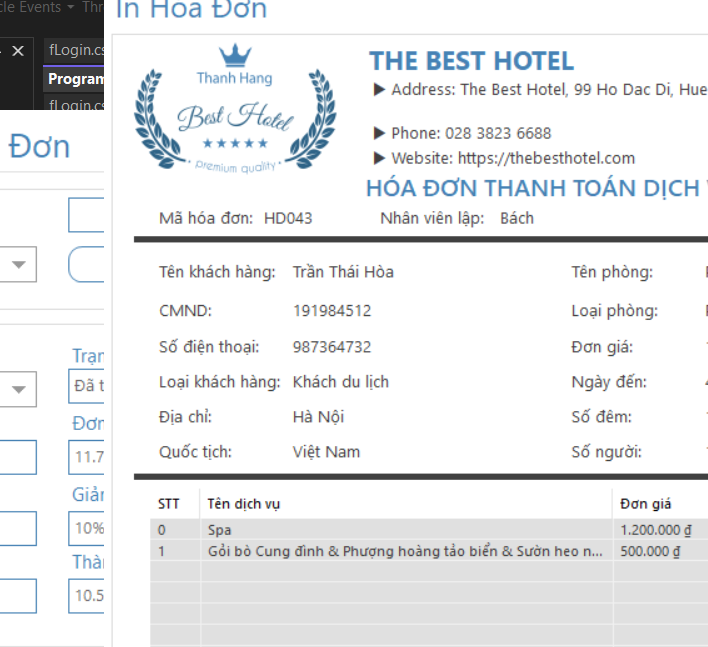 cle Events
Thr
In Hóa Đơn
fLogin.cs
Program
fLogin.cs
Đơn
Thanh Hang
Best Hotel
premium quality
THE BEST HOTEL
Address: The Best Hotel, 99 Ho Dac Di, Hue
Phone: 028 3823 6688
Website: https://thebesthotel.com
HÓA ĐƠN THANH TOÁN DỊCH
Mã hóa đơn: HD043 Nhân viên lập: Bách
Tên khách hàng: Trần Thái Hòa Tên phòng:
CMND: 191984512 Loại phòng:
Số điện thoại: 987364732 Đơn giá:
Loại khách hàng: Khách du lịch Ngày đến:
Địa chỉ: Hà Nội Số đêm:
Quốc tịch: Việt Nam Số người:
Trạn
Đã t
Đơn
11.7
Giản
10%
Thàn
10.5
STT Tên dịch vụ Đơn giá
0 Spa 1.200.000 ₫
1 Gỏi bò Cung đình & Phượng hoàng tảo biển & Sườn heo n... 500.000 ₫